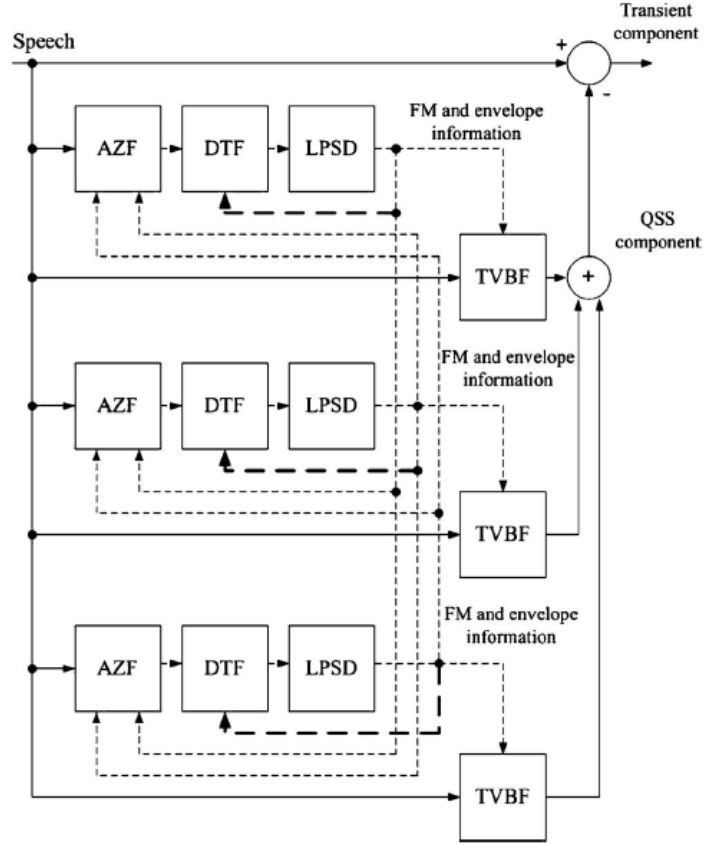 Transient
component
Speech
+
-
FM and envelope
information
AZF
DTF
LPSD
QSS
component
TVBF
+
FM and envelope
information
AZF
DTF
LPSD
TVBF
FM and envelope
information
AZF
DTF
LPSD
TVBF